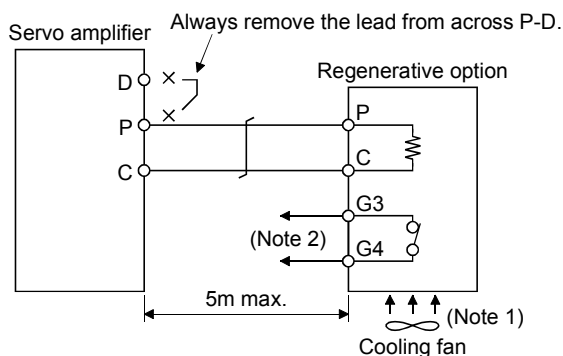 Always remove the lead from across P-D.
Servo amplifier
Regenerative option
D
P
P
C
C
G3
(Note 2)
G4
5m max.
(Note 1)
Cooling fan